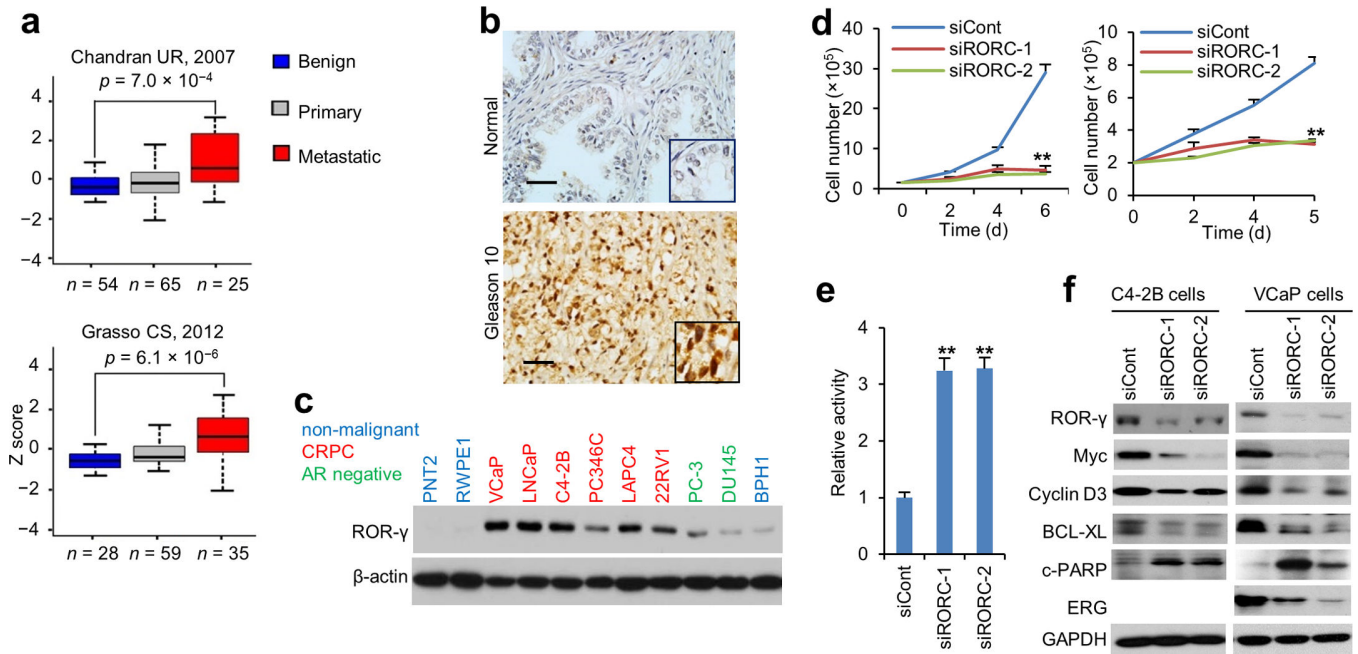 a
Chandran UR, 2007
p = 7.0 × 10⁻⁴
4
2
0
−2
−4
n = 54 n = 65 n = 25
Benign
Primary
Metastatic
Grasso CS, 2012
p = 6.1 × 10⁻⁶
Z score
4
2
0
−2
−4
n = 28 n = 59 n = 35
b
Normal
Gleason 10
c
non-malignant
CRPC
AR negative
PNT2 RWPE1 VCaP LNCaP C4-2B PC346C LAPC4 22RV1 PC-3 DU145 BPH1
ROR-γ
β-actin
d
siCont
siRORC-1
siRORC-2
Cell number (×10⁵)
40
30
20
10
0
**
0 2 4 6
Time (d)
siCont
siRORC-1
siRORC-2
Cell number (×10⁵)
10
8
6
4
2
0
**
0 2 4 5
Time (d)
e
Relative activity
4
3
2
1
0
** **
siCont siRORC-1 siRORC-2
f
C4-2B cells VCaP cells
siCont siRORC-1 siRORC-2 siCont siRORC-1 siRORC-2
ROR-γ
Myc
Cyclin D3
BCL-XL
c-PARP
ERG
GAPDH